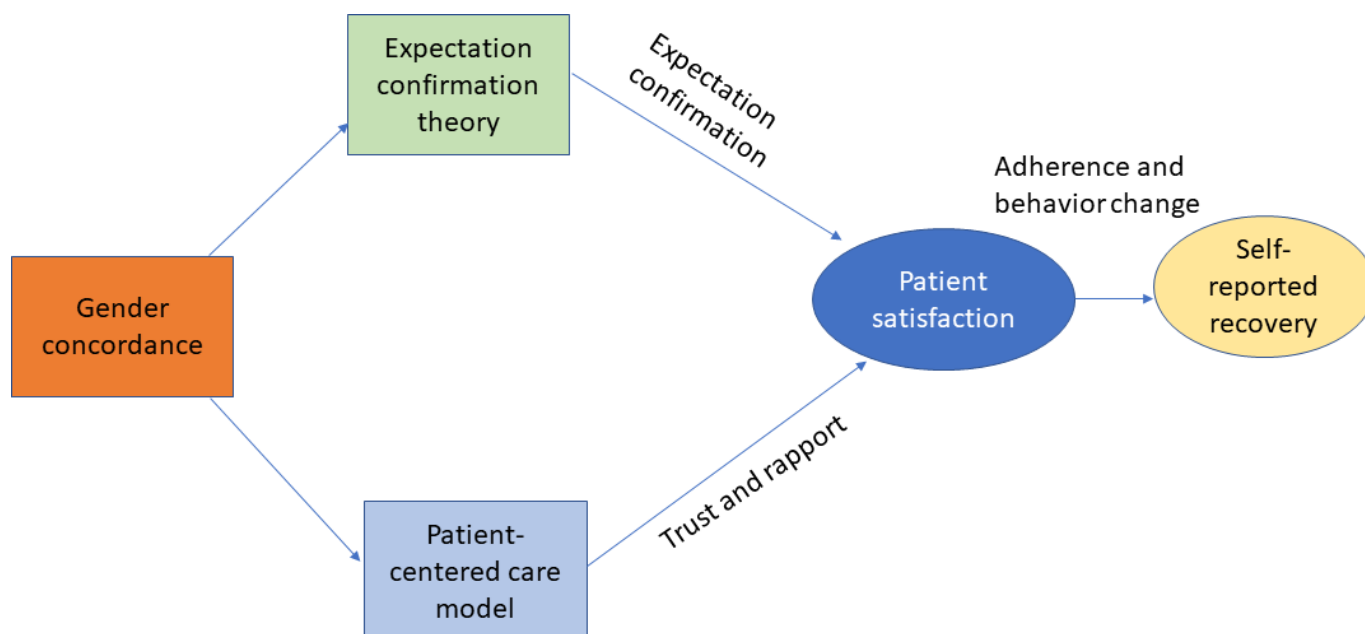 Expectation
confirmation
theory
Expectation
confirmation
Adherence and
behavior change
Gender
concordance
Patient
satisfaction
Self-
reported
recovery
Trust and rapport
Patient-
centered care
model